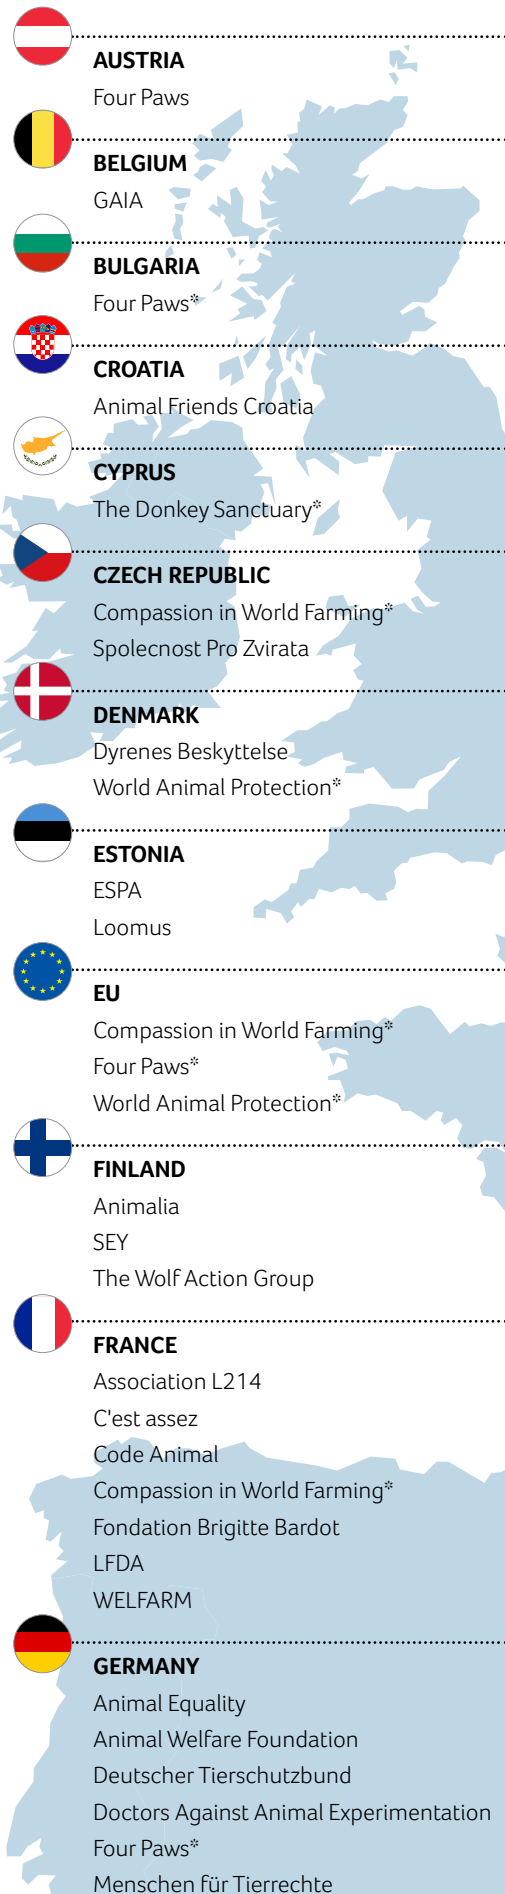 AUSTRIA
Four Paws
BELGIUM
GAIA
BULGARIA
Four Paws*
CROATIA
Animal Friends Croatia
CYPRUS
The Donkey Sanctuary*
CZECH REPUBLIC
Compassion in World Farming*
Spolecnost Pro Zvirata
DENMARK
Dyrenes Beskyttelse
World Animal Protection*
ESTONIA
ESPA
Loomus
EU
Compassion in World Farming*
Four Paws*
World Animal Protection*
FINLAND
Animalia
SEY
The Wolf Action Group
FRANCE
Association L214
C'est assez
Code Animal
Compassion in World Farming*
Fondation Brigitte Bardot
LFDA
WELFARM
GERMANY
Animal Equality
Animal Welfare Foundation
Deutscher Tierschutzbund
Doctors Against Animal Experimentation
Four Paws*
Menschen für Tierrechte